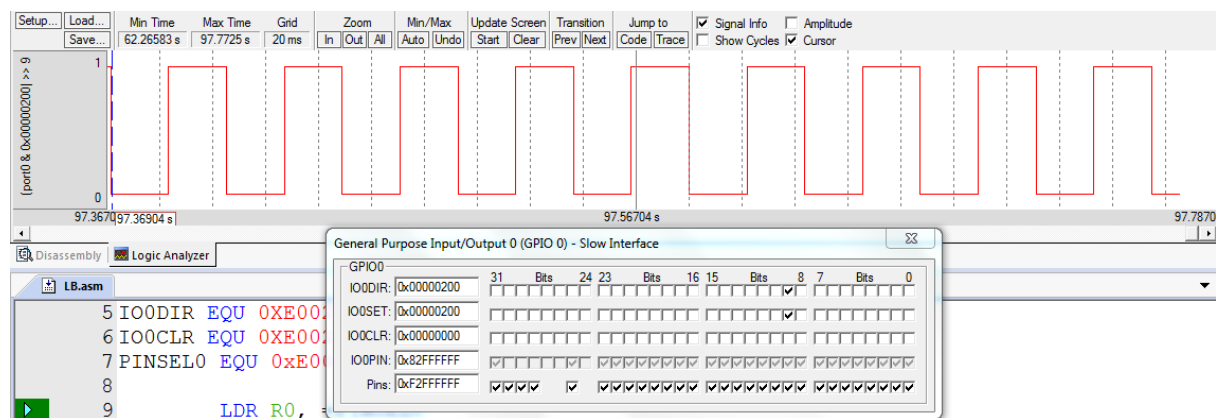 Setup... Load... Min Time Max Time Grid Zoom Min/Max Update Screen Transition Jump to Signal Info Amplitude
Save... 62.26583 s 97.7725 s 20 ms In Out All Auto Undo Start Clear Prev Next Code Trace Show Cycles Cursor
(port0 & 0x00000200) >> 9
1
0
97.3670 97.36904 s 97.56704 s 97.7870
Disassembly Logic Analyzer
General Purpose Input/Output 0 (GPIO 0) - Slow Interface
GPIO0
31 Bits 24 23 Bits 16 15 Bits 8 7 Bits 0
IO0DIR: 0x00000200
IO0SET: 0x00000200
IO0CLR: 0x00000000
IO0PIN: 0x82FFFFFF
Pins: 0xF2FFFFFF
LB.asm
5 IO0DIR EQU 0XE002
6 IO0CLR EQU 0XE002
7 PINSEL0 EQU 0xE00
8
9 LDR R0,